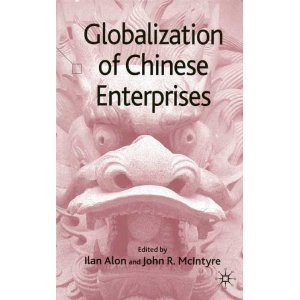 Globalization
of Chinese
Enterprises
Edited by
Ilan Alon and John R. McIntyre